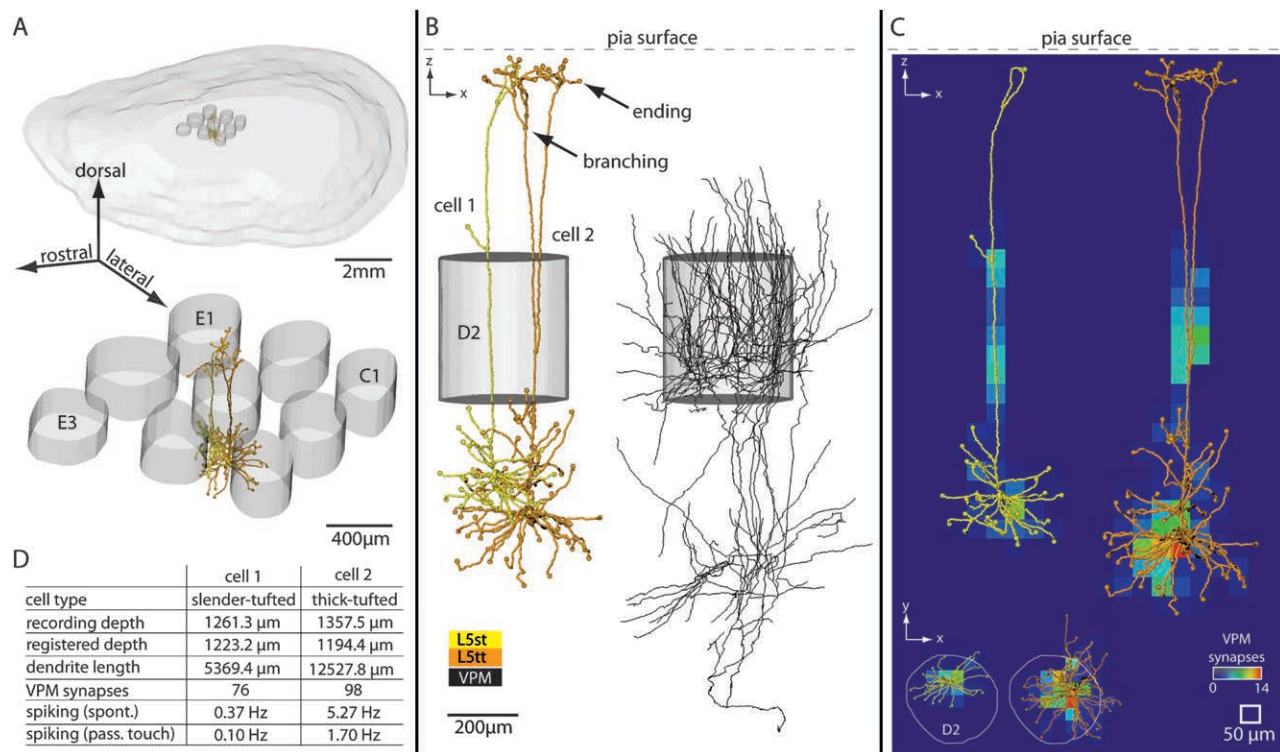 A
dorsal
rostral
lateral
2mm
E1
C1
E3
400μm
B
pia surface
z
x
ending
branching
cell 1
cell 2
D2
L5st
L5tt
VPM
200μm
C
pia surface
z
x
y
x
D2
VPM
synapses
0 14
50 μm
D
cell 1 cell 2
cell type slender-tufted thick-tufted
recording depth 1261.3 μm 1357.5 μm
registered depth 1223.2 μm 1194.4 μm
dendrite length 5369.4 μm 12527.8 μm
VPM synapses 76 98
spiking (spont.) 0.37 Hz 5.27 Hz
spiking (pass. touch) 0.10 Hz 1.70 Hz